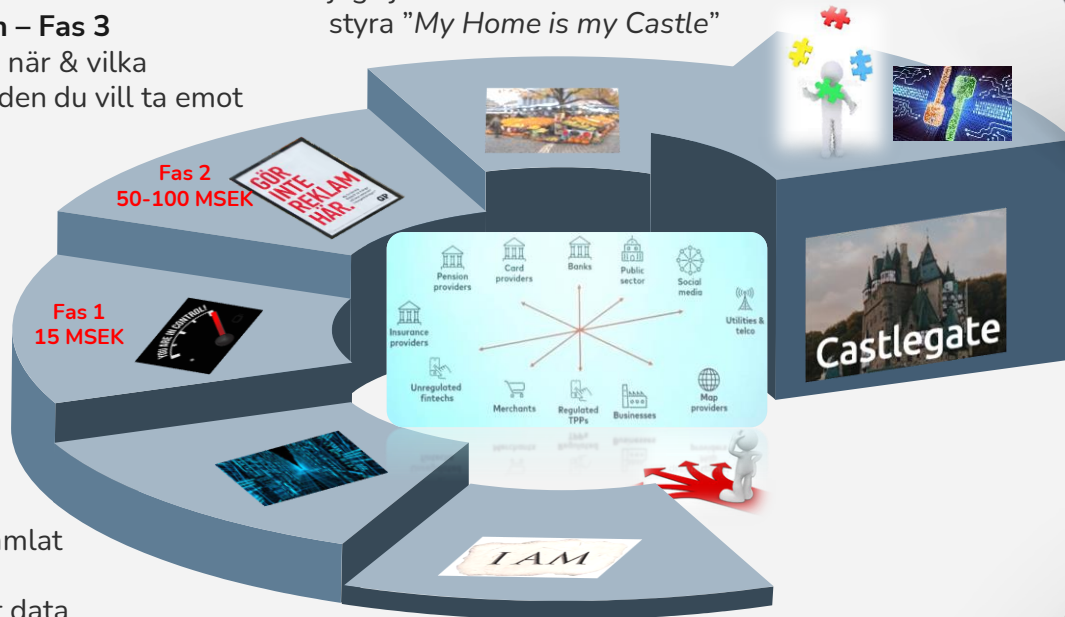 styra ”My Home is my Castle”
– Fas 3
när & vilka
den du vill ta emot
Fas 2
50-100 MSEK
GÖR
INTE
REKLAM
HÄR.
GP
Fas 1
15 MSEK
YOU ARE IN CONTROL!
Pension
providers
Card
providers
Banks
Public
sector
Social
media
Insurance
providers
Utilities &
telco
Unregulated
fintechs
Merchants
Regulated
TPPs
Businesses
Map
providers
Castlegate
I AM
amlat
data